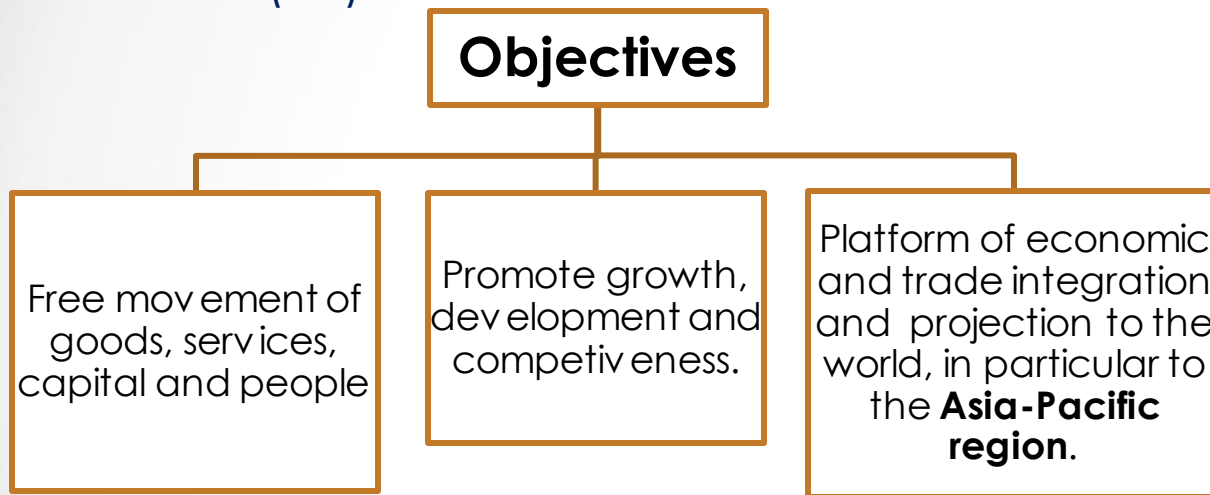 Objectives
Free movement of
goods, services,
capital and people
Promote growth,
development and
competiveness.
Platform of economic
and trade integration
and projection to the
world, in particular to
the Asia-Pacific
region.